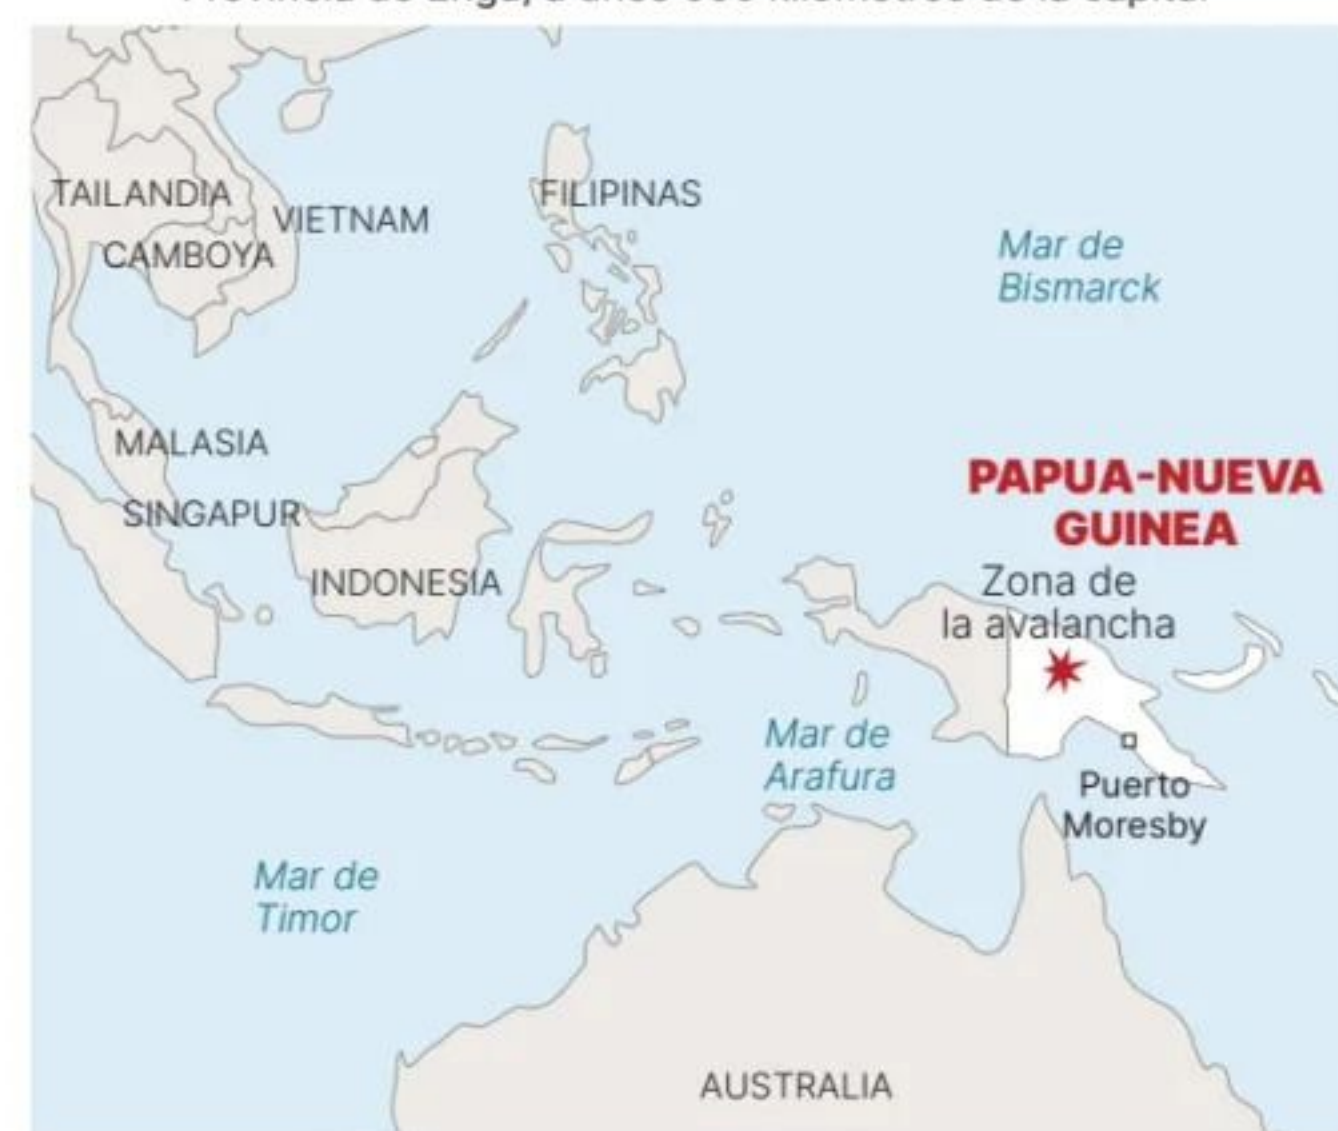 TAILANDIA
VIETNAM
CAMBOYA
FILIPINAS
Mar de
Bismarck
MALASIA
SINGAPUR
INDONESIA
PAPUA-NUEVA
GUINEA
Zona de
la avalancha
Mar de
Arafura
Puerto
Moresby
Mar de
Timor
AUSTRALIA